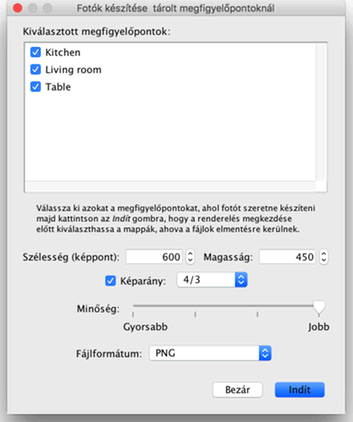 Fotók készítése tárolt megfigyelőpontoknál
Kiválasztott megfigyelőpontok:
Kitchen
Living room
Table
Válassza ki azokat a megfigyelőpontokat, ahol fotót szeretne készíteni
majd kattintson az Indít gombra, hogy a renderelés megkezdése
előtt kiválaszthassa a mappák, ahova a fájlok elmentésre kerülnek.
Szélesség (képpont): 600 Magasság: 450
Képarány: 4/3
Minőség:
Gyorsabb Jobb
Fájlformátum: PNG
Bezár Indít